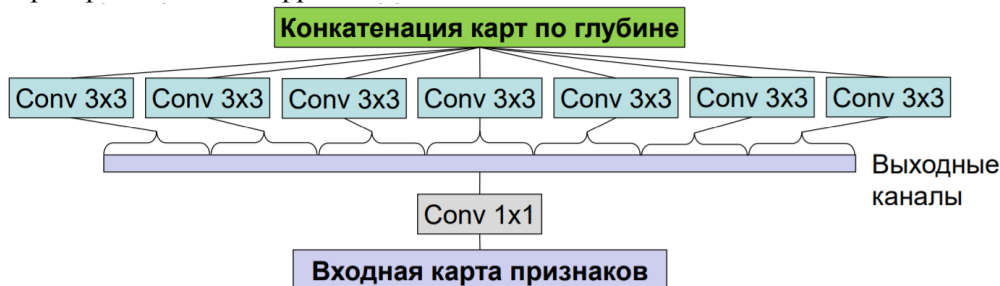 Конкатенация карт по глубине
Conv 3x3 Conv 3x3 Conv 3x3 Conv 3x3 Conv 3x3 Conv 3x3 Conv 3x3
Выходные
каналы
Conv 1x1
Входная карта признаков